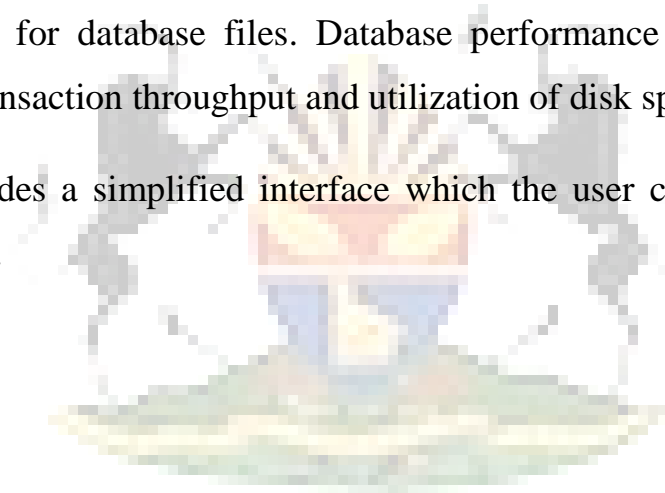 for database files. Database performance
nsaction throughput and utilization of disk sp
des a simplified interface which the user c